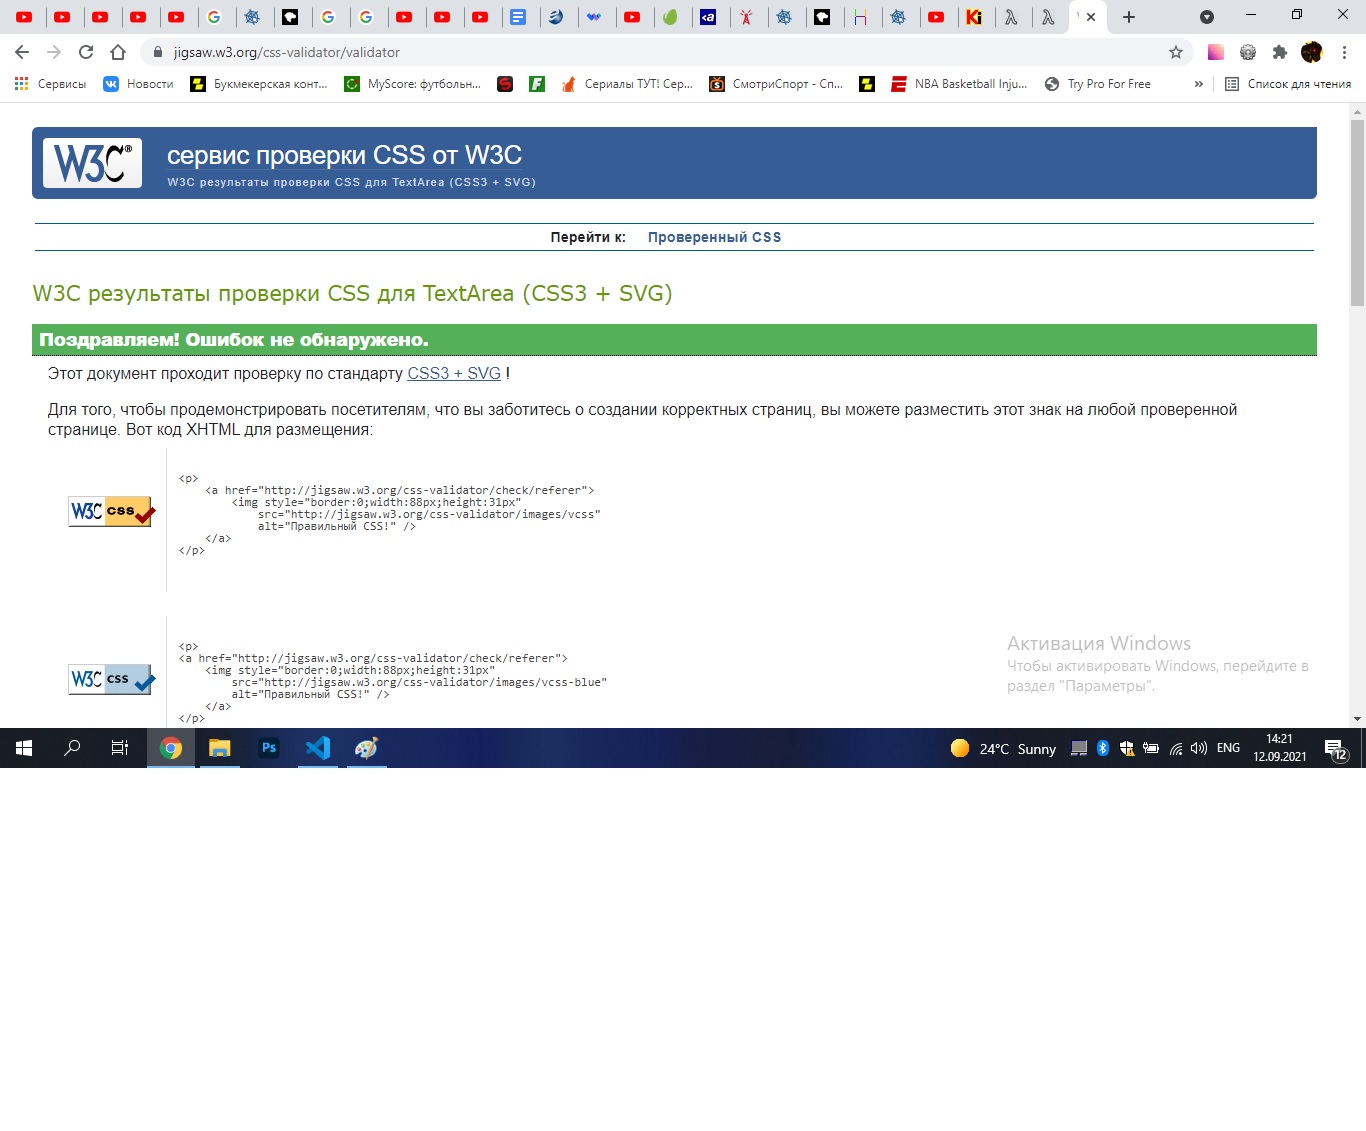 jigsaw.w3.org/css-validator/validator
Сервисы
Новости
Букмекерская конт...
MyScore: футбольн...
Сериалы ТУТ! Сер...
СмотриСпорт - Сп...
NBA Basketball Inju...
Try Pro For Free
»
Список для чтения
W3C®
сервис проверки CSS от W3C
W3C результаты проверки CSS для TextArea (CSS3 + SVG)
Перейти к: Проверенный CSS
W3C результаты проверки CSS для TextArea (CSS3 + SVG)
Поздравляем! Ошибок не обнаружено.
Этот документ проходит проверку по стандарту CSS3 + SVG !
Для того, чтобы продемонстрировать посетителям, что вы заботитесь о создании корректных страниц, вы можете разместить этот знак на любой проверенной
странице. Вот код XHTML для размещения:
W3C css
<p>
<a href="http://jigsaw.w3.org/css-validator/check/referer">
<img style="border:0;width:88px;height:31px"
src="http://jigsaw.w3.org/css-validator/images/vcss"
alt="Правильный CSS!" />
</a>
</p>
W3C css
<p>
<a href="http://jigsaw.w3.org/css-validator/check/referer">
<img style="border:0;width:88px;height:31px"
src="http://jigsaw.w3.org/css-validator/images/vcss-blue"
alt="Правильный CSS!" />
</a>
</p>
Активация Windows
Чтобы активировать Windows, перейдите в
раздел "Параметры".
Ps
24°C Sunny
ENG
14:21
12.09.2021
12